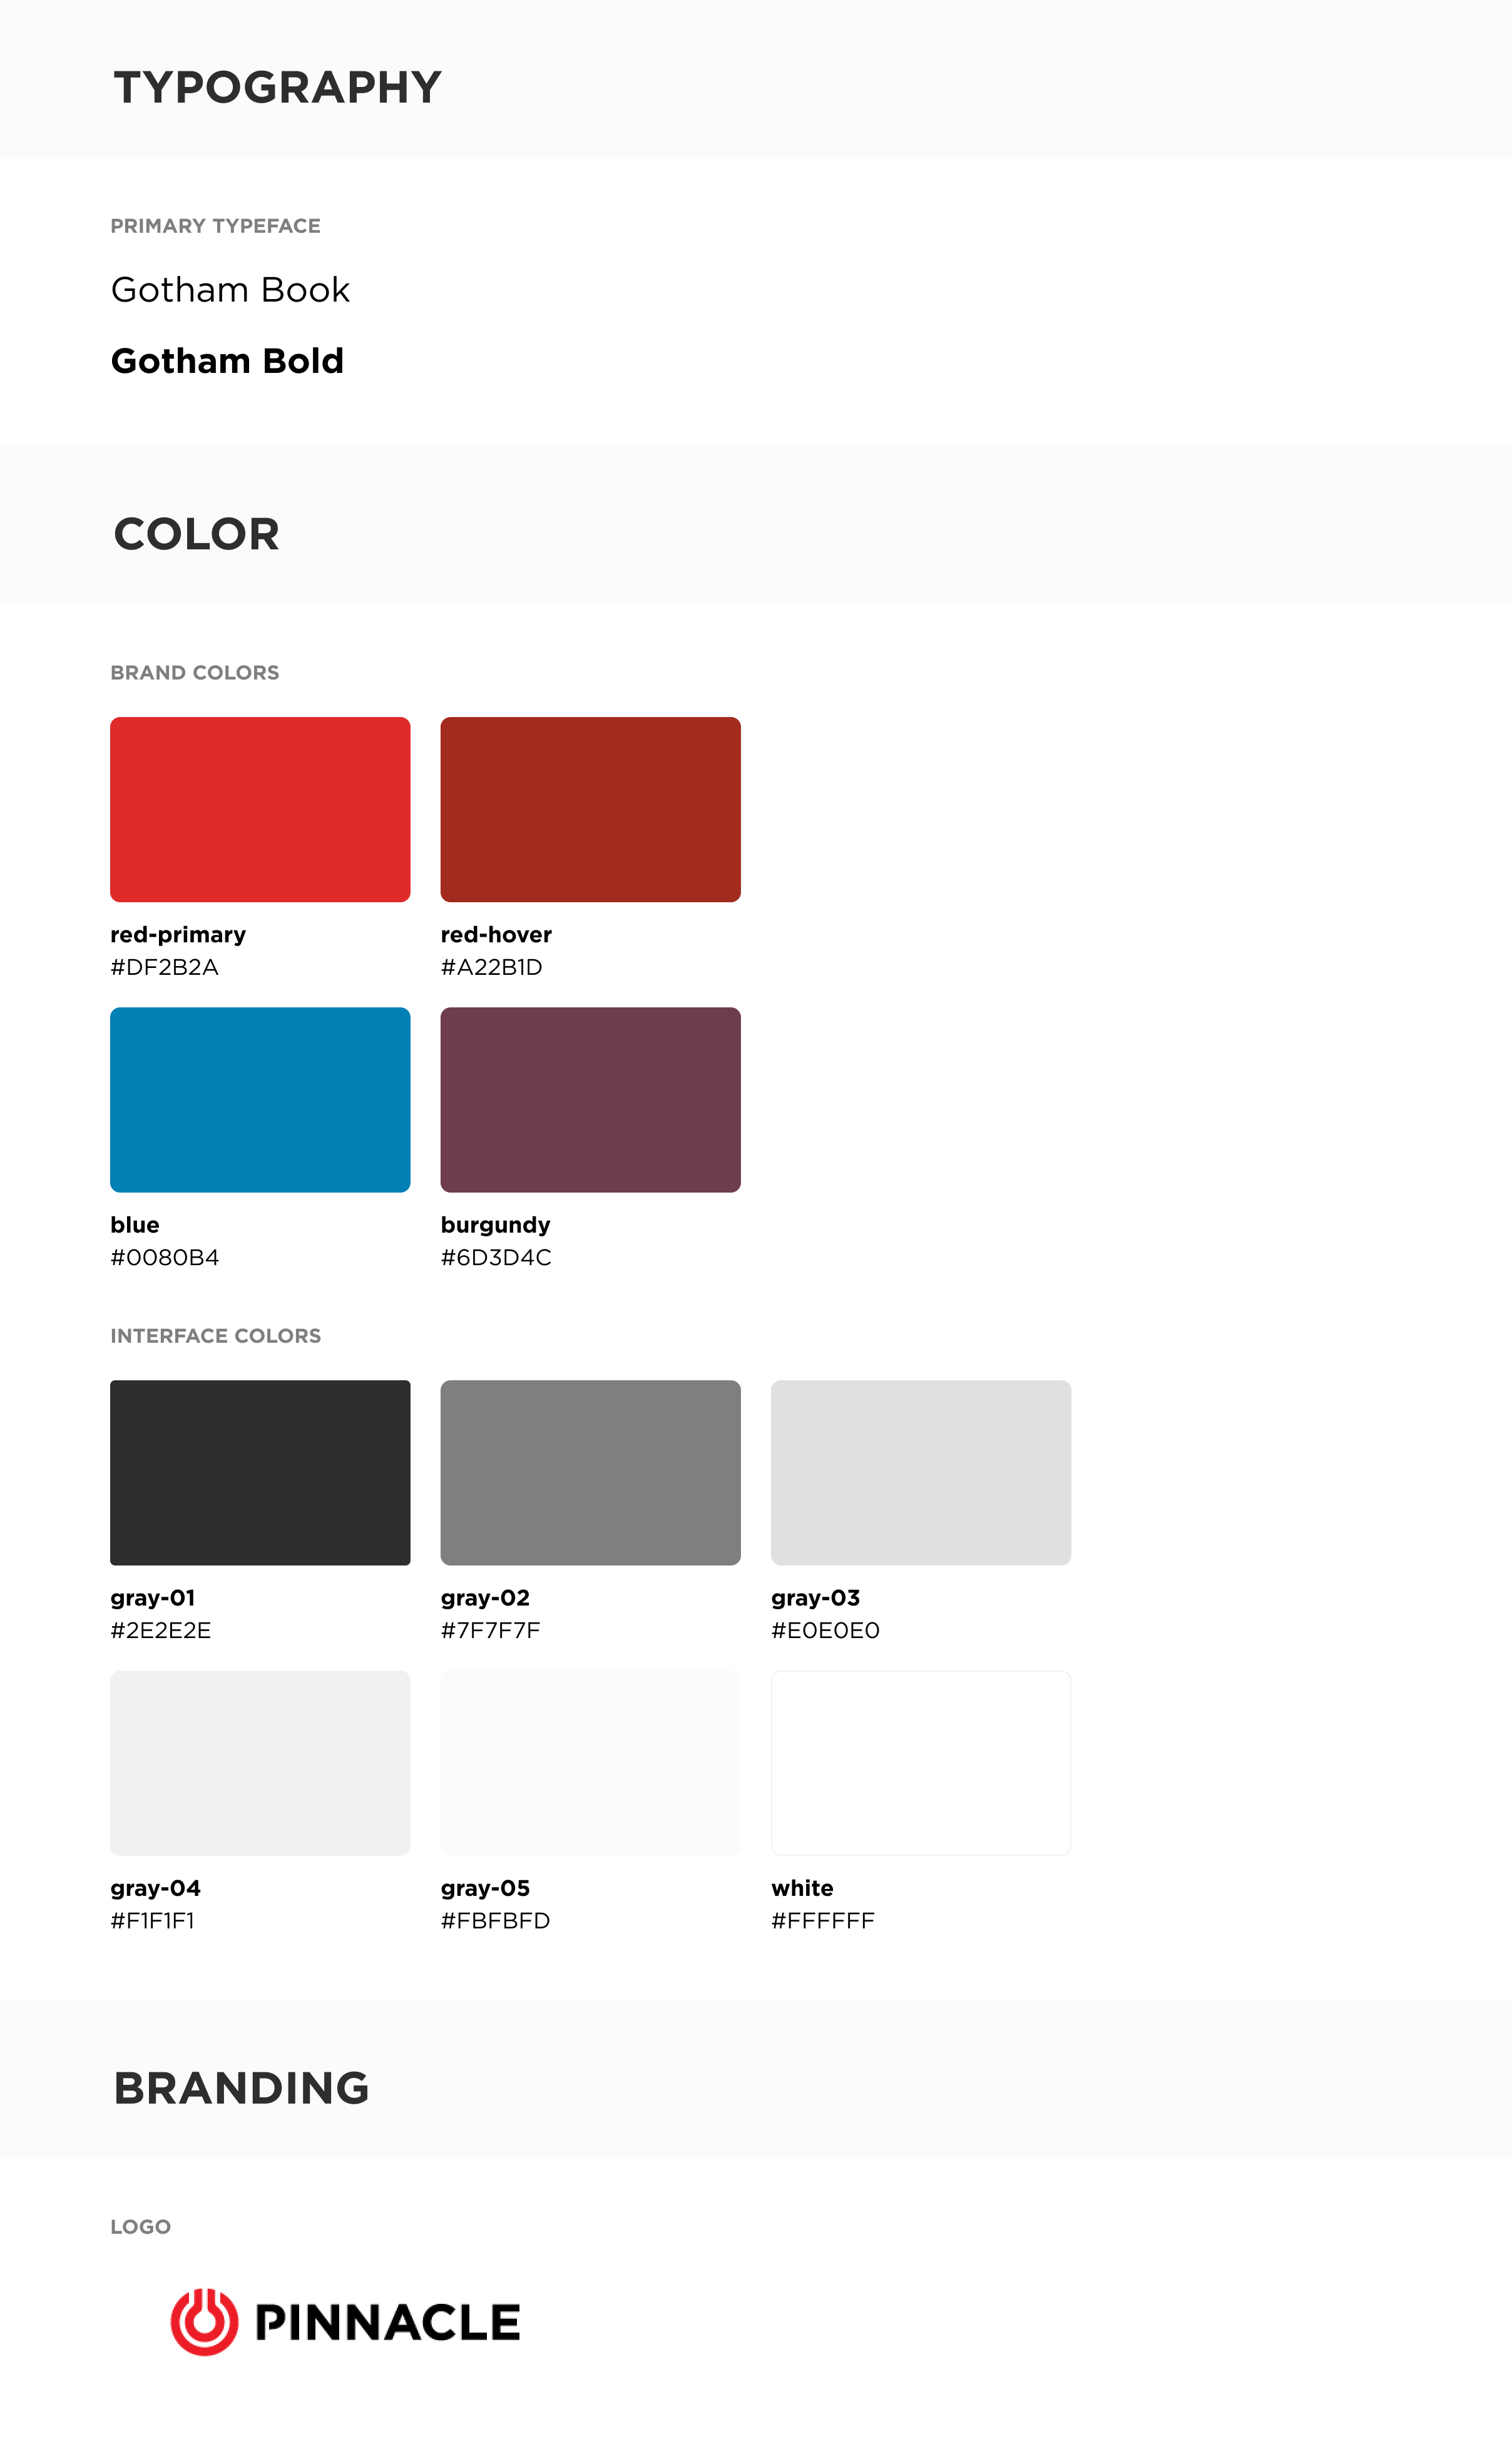 TYPOGRAPHY
PRIMARY TYPEFACE
Gotham Book
Gotham Bold
COLOR
BRAND COLORS
red-primary
#DF2B2A
red-hover
#A22B1D
blue
#0080B4
burgundy
#6D3D4C
INTERFACE COLORS
gray-01
#2E2E2E
gray-02
#7F7F7F
gray-03
#E0E0E0
gray-04
#F1F1F1
gray-05
#FBFBFD
white
#FFFFFF
BRANDING
LOGO
PINNACLE